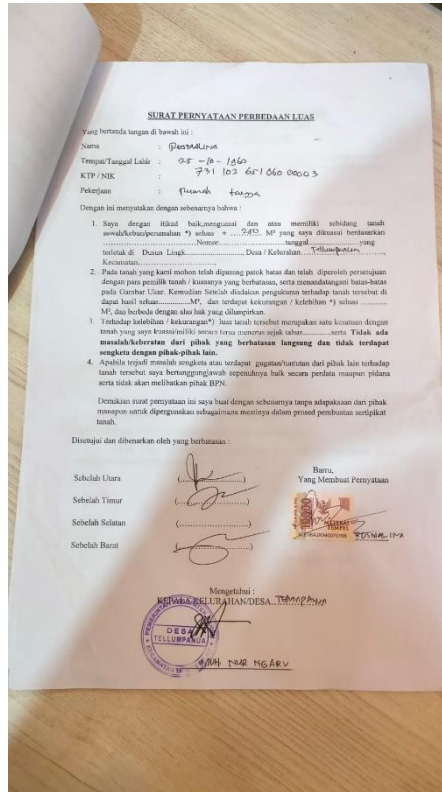 SURAT PERNYATAAN PERBEDAAN LUAS
Yang bertanda tangan di bawah ini :
Nama :
Tempat/Tanggal Lahir : 25 - 10 - 1960
KTP / NIK :
Pekerjaan : Rumah tangga
Dengan ini menyatakan dengan sebenarnya bahwa :
1. Saya dengan itikad baik,menguasai dan atau memiliki sebidang tanah
sawah/kebun/perumahan *) seluas ± M² yang saya dikuasai berdasarkan
Nomor tanggal yang
terletak di Dusun Lingk Desa / Kelurahan Tellumpanua
Kecamatan
2. Pada tanah yang kami mohon telah dipasang patok batas dan telah diperoleh persetujuan
dengan para pemilik tanah / kuasanya yang berbatasan, serta menandatangani batas-batas
pada Gambar Ukur. Kemudian Setelah diadakan pengukuran terhadap tanah tersebut di
dapat hasil seluas M², dan terdapat kekurangan / kelebihan *) seluas
M², dan berbeda dengan alas hak yang dilampirkan.
3. Terhadap kelebihan / kekurangan*) luas tanah tersebut merupakan satu kesatuan dengan
tanah yang saya kuasai/miliki secara terus menerus sejak tahun serta Tidak ada
masalah/keberatan dari pihak yang berbatasan langsung dan tidak terdapat
sengketa dengan pihak-pihak lain.
4. Apabila terjadi masalah sengketa atau terdapat gugatan/tuntutan dari pihak lain terhadap
tanah tersebut saya bertanggungjawab sepenuhnya baik secara perdata maupun pidana
serta tidak akan melibatkan pihak BPN.
Demikian surat pernyataan ini saya buat dengan sebenarnya tanpa adapaksaan dari pihak
manapun untuk dipergunakan sebagaimana mestinya dalam prosed pembuatan sertipikat
tanah.
Disetujui dan dibenarkan oleh yang berbatasan :
Barru,
Yang Membuat Pernyataan
Sebelah Utara
Sebelah Timur
Sebelah Selatan
Sebelah Barat
10000
METERAI
TEMPEL
ROSMALINA
Mengetahui :
KEPALA KELURAHAN/DESA
DESA
TELLUMPANUA
MUH. NUR NGARU